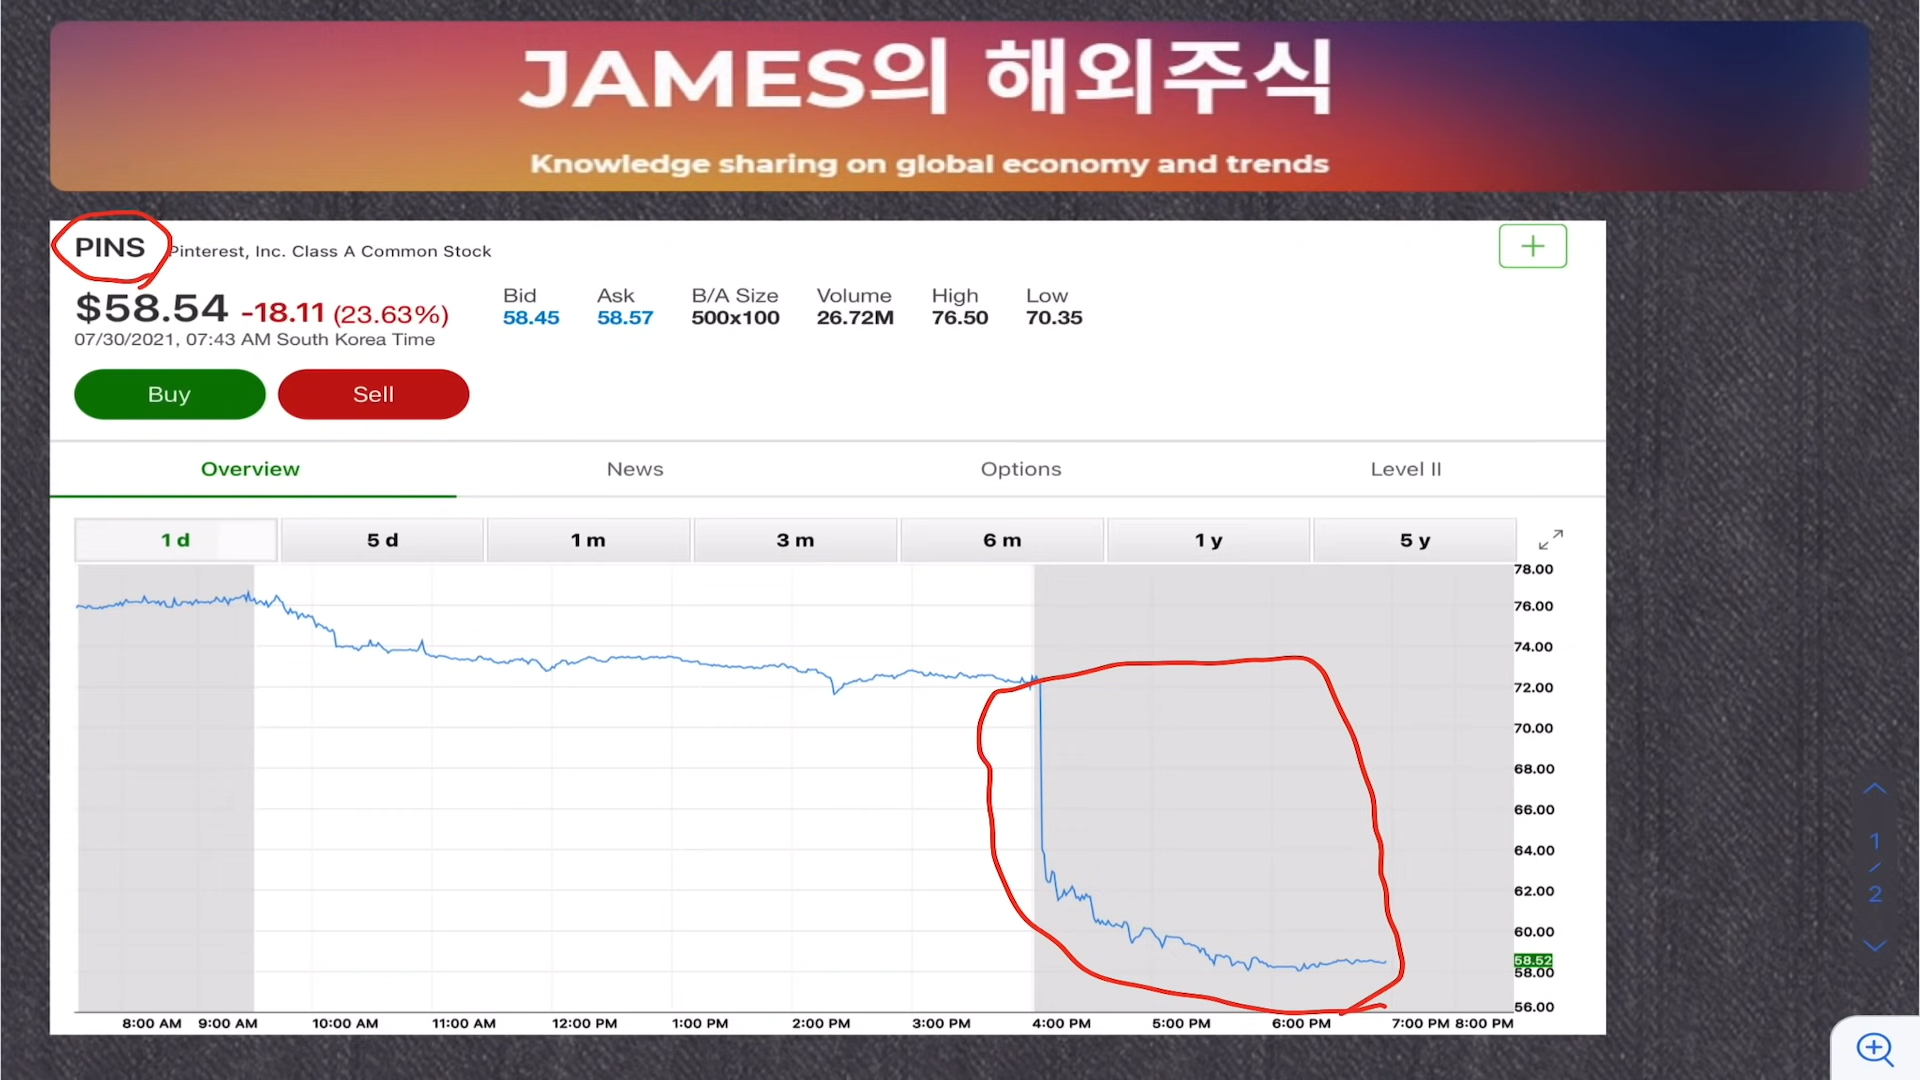 JAMES의 해외주식
Knowledge sharing on global economy and trends
PINS Pinterest, Inc. Class A Common Stock
$58.54 -18.11 (23.63%)
07/30/2021, 07:43 AM South Korea Time
Bid Ask B/A Size Volume High Low
58.45 58.57 500x100 26.72M 76.50 70.35
Buy Sell
Overview News Options Level II
1 d 5 d 1 m 3 m 6 m 1 y 5 y
78.00
76.00
74.00
72.00
70.00
68.00
66.00
64.00
62.00
60.00
58.52
58.00
56.00
8:00 AM 9:00 AM 10:00 AM 11:00 AM 12:00 PM 1:00 PM 2:00 PM 3:00 PM 4:00 PM 5:00 PM 6:00 PM 7:00 PM 8:00 PM
1
/
2